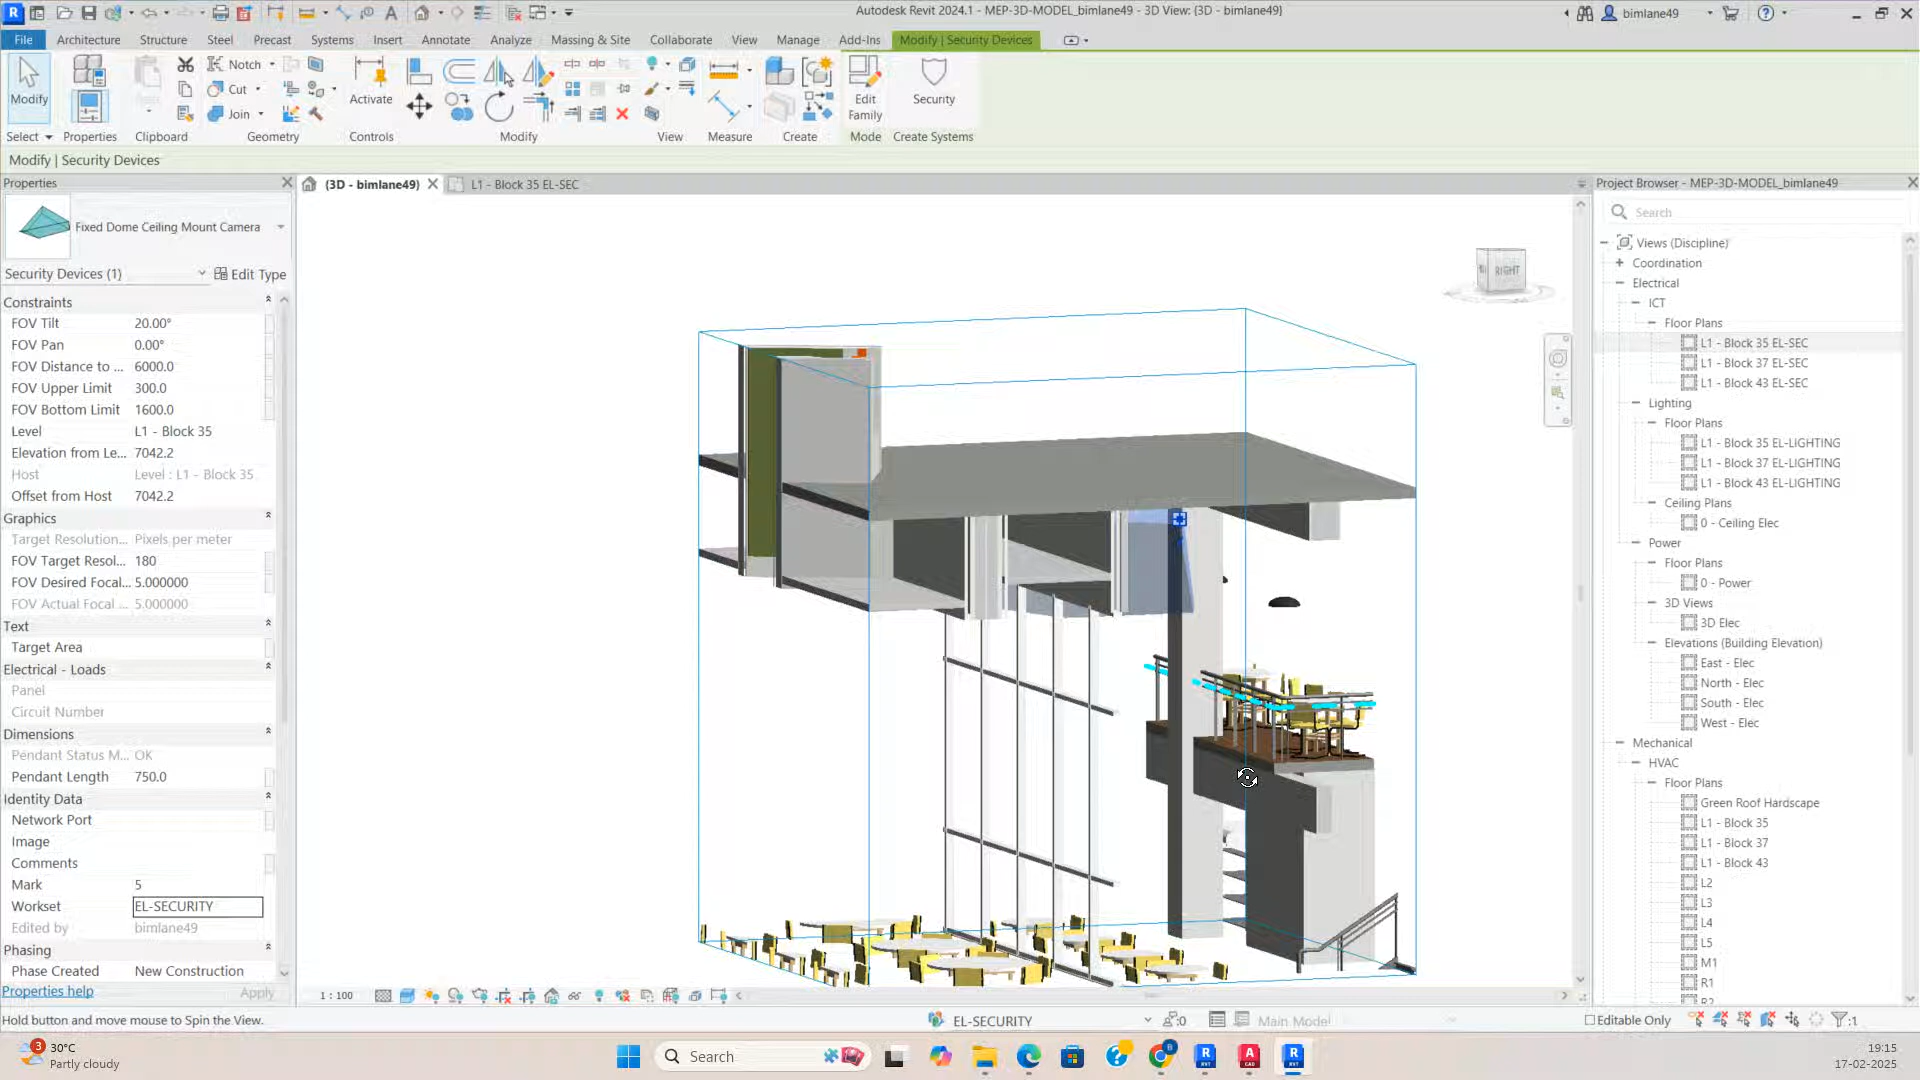 Autodesk Revit 2024.1 - MEP-3D-MODEL_bimlane49 - 3D View: {3D - bimlane49}
bimlane49
File Architecture Structure Steel Precast Systems Insert Annotate Analyze Massing & Site Collaborate View Manage Add-Ins Modify | Security Devices
Modify
Notch
Cut
Join
Activate
Edit
Family
Security
Select Properties Clipboard Geometry Controls Modify View Measure Create Mode Create Systems
Modify | Security Devices
Properties
(3D - bimlane49)
L1 - Block 35 EL-SEC
Project Browser - MEP-3D-MODEL_bimlane49
Fixed Dome Ceiling Mount Camera
Security Devices (1)
Edit Type
Constraints
FOV Tilt 20.00°
FOV Pan 0.00°
FOV Distance to ... 6000.0
FOV Upper Limit 300.0
FOV Bottom Limit 1600.0
Level L1 - Block 35
Elevation from Le... 7042.2
Host Level : L1 - Block 35
Offset from Host 7042.2
Graphics
Target Resolution... Pixels per meter
FOV Target Resol... 180
FOV Desired Focal... 5.000000
FOV Actual Focal ... 5.000000
Text
Target Area
Electrical - Loads
Panel
Circuit Number
Dimensions
Pendant Status M... OK
Pendant Length 750.0
Identity Data
Network Port
Image
Comments
Mark 5
Workset EL-SECURITY
Edited by bimlane49
Phasing
Phase Created New Construction
Properties help
Apply
RIGHT
Search
Views (Discipline)
Coordination
Electrical
ICT
Floor Plans
L1 - Block 35 EL-SEC
L1 - Block 37 EL-SEC
L1 - Block 43 EL-SEC
Lighting
Floor Plans
L1 - Block 35 EL-LIGHTING
L1 - Block 37 EL-LIGHTING
L1 - Block 43 EL-LIGHTING
Ceiling Plans
0 - Ceiling Elec
Power
Floor Plans
0 - Power
3D Views
3D Elec
Elevations (Building Elevation)
East - Elec
North - Elec
South - Elec
West - Elec
Mechanical
HVAC
Floor Plans
Green Roof Hardscape
L1 - Block 35
L1 - Block 37
L1 - Block 43
L2
L3
L4
L5
M1
R1
R2
1 : 100
Hold button and move mouse to Spin the View.
EL-SECURITY
:0
Main Model
Editable Only
:1
3
30°C
Partly cloudy
Search
19:15
17-02-2025